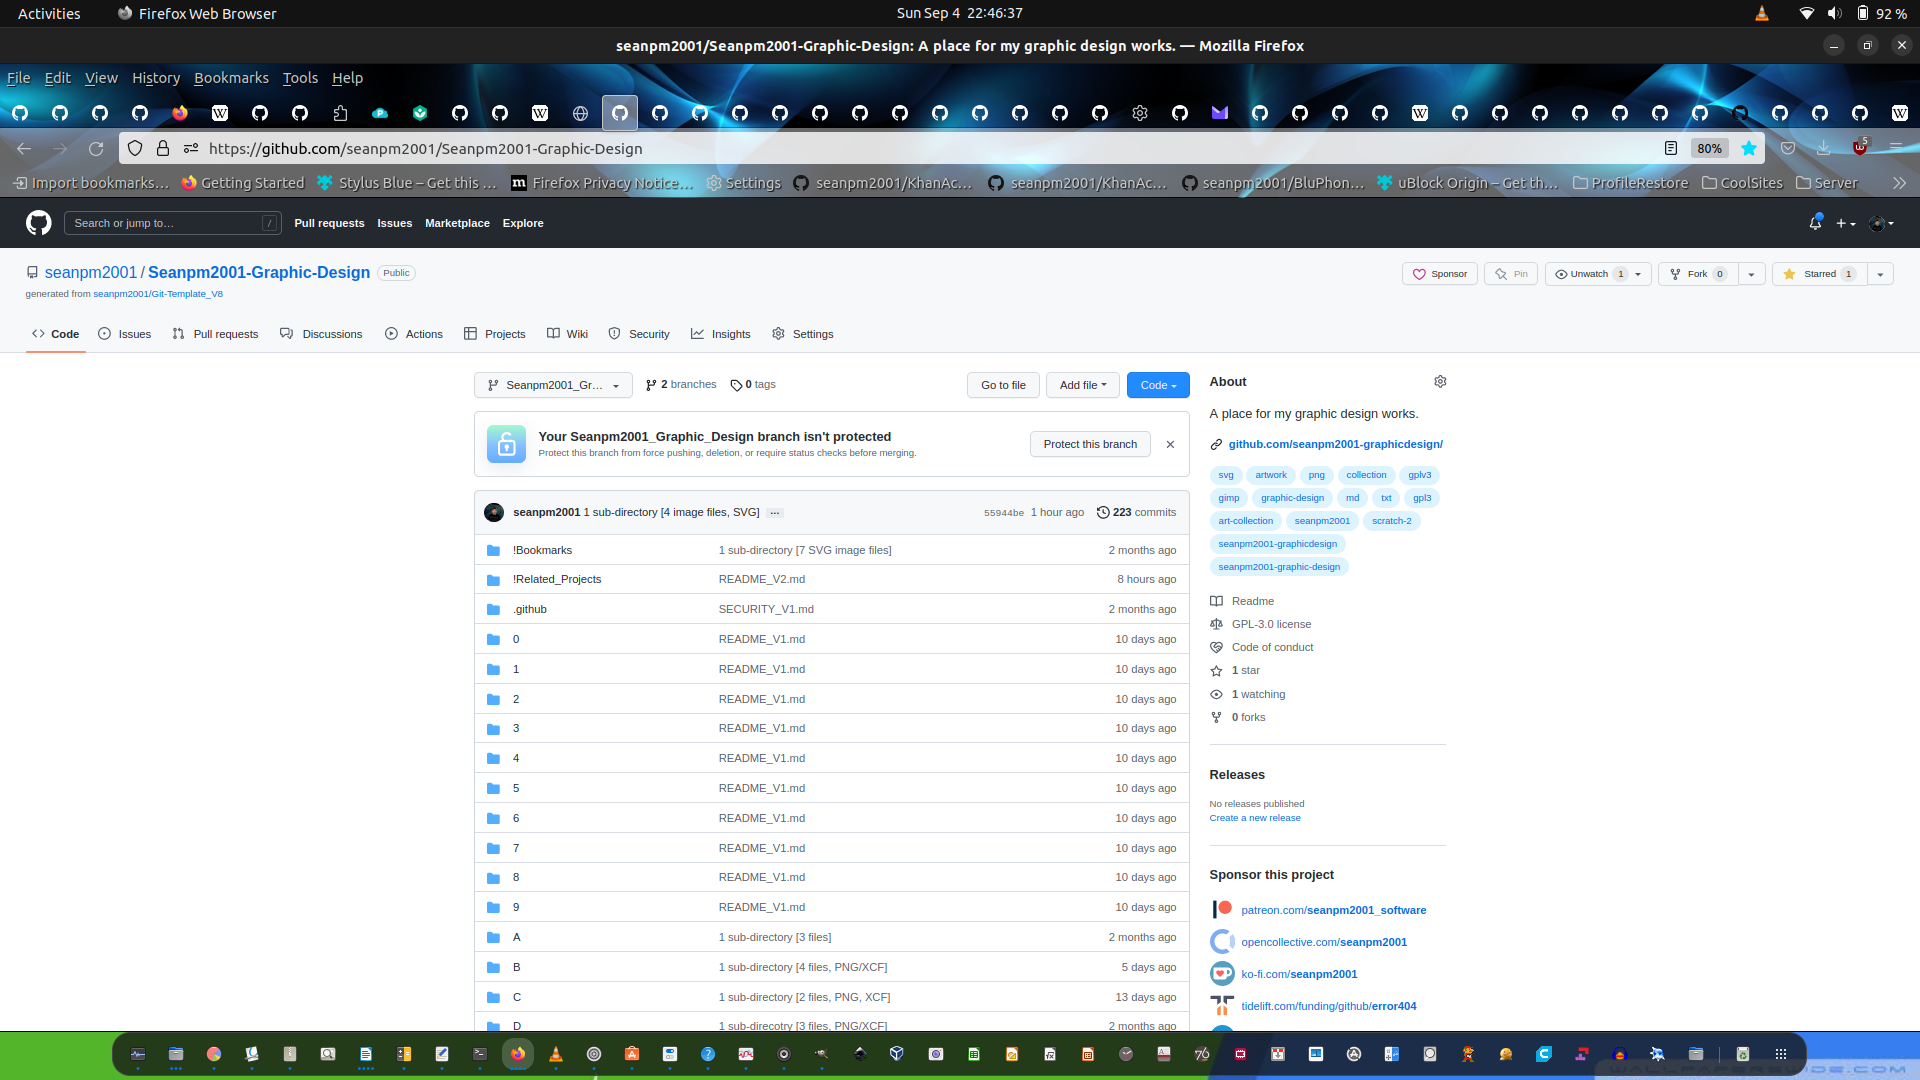 Activities Firefox Web Browser Sun Sep 4 22:46:37 92 %
seanpm2001/Seanpm2001-Graphic-Design: A place for my graphic design works. — Mozilla Firefox
File Edit View History Bookmarks Tools Help
https://github.com/seanpm2001/Seanpm2001-Graphic-Design 80% 5
Import bookmarks… Getting Started Stylus Blue – Get this … Firefox Privacy Notice… Settings seanpm2001/KhanAc… seanpm2001/KhanAc… seanpm2001/BluPhon… uBlock Origin – Get th… ProfileRestore CoolSites Server
Search or jump to… / Pull requests Issues Marketplace Explore
seanpm2001 / Seanpm2001-Graphic-Design Public Sponsor Pin Unwatch 1 Fork 0 Starred 1
generated from seanpm2001/Git-Template_V8
Code Issues Pull requests Discussions Actions Projects Wiki Security Insights Settings
Seanpm2001_Gr… 2 branches 0 tags Go to file Add file Code
Your Seanpm2001_Graphic_Design branch isn't protected
Protect this branch from force pushing, deletion, or require status checks before merging.
Protect this branch
seanpm2001 1 sub-directory [4 image files, SVG] … 55944be 1 hour ago 223 commits
!Bookmarks 1 sub-directory [7 SVG image files] 2 months ago
!Related_Projects README_V2.md 8 hours ago
.github SECURITY_V1.md 2 months ago
0 README_V1.md 10 days ago
1 README_V1.md 10 days ago
2 README_V1.md 10 days ago
3 README_V1.md 10 days ago
4 README_V1.md 10 days ago
5 README_V1.md 10 days ago
6 README_V1.md 10 days ago
7 README_V1.md 10 days ago
8 README_V1.md 10 days ago
9 README_V1.md 10 days ago
A 1 sub-directory [3 files] 2 months ago
B 1 sub-directory [4 files, PNG/XCF] 5 days ago
C 1 sub-directory [2 files, PNG, XCF] 13 days ago
D 1 sub-direcotry [3 files, PNG/XCF] 2 months ago
About
A place for my graphic design works.
github.com/seanpm2001-graphicdesign/
svg artwork png collection gplv3
gimp graphic-design md txt gpl3
art-collection seanpm2001 scratch-2
seanpm2001-graphicdesign
seanpm2001-graphic-design
Readme
GPL-3.0 license
Code of conduct
1 star
1 watching
0 forks
Releases
No releases published
Create a new release
Sponsor this project
patreon.com/seanpm2001_software
opencollective.com/seanpm2001
ko-fi.com/seanpm2001
tidelift.com/funding/github/error404
76